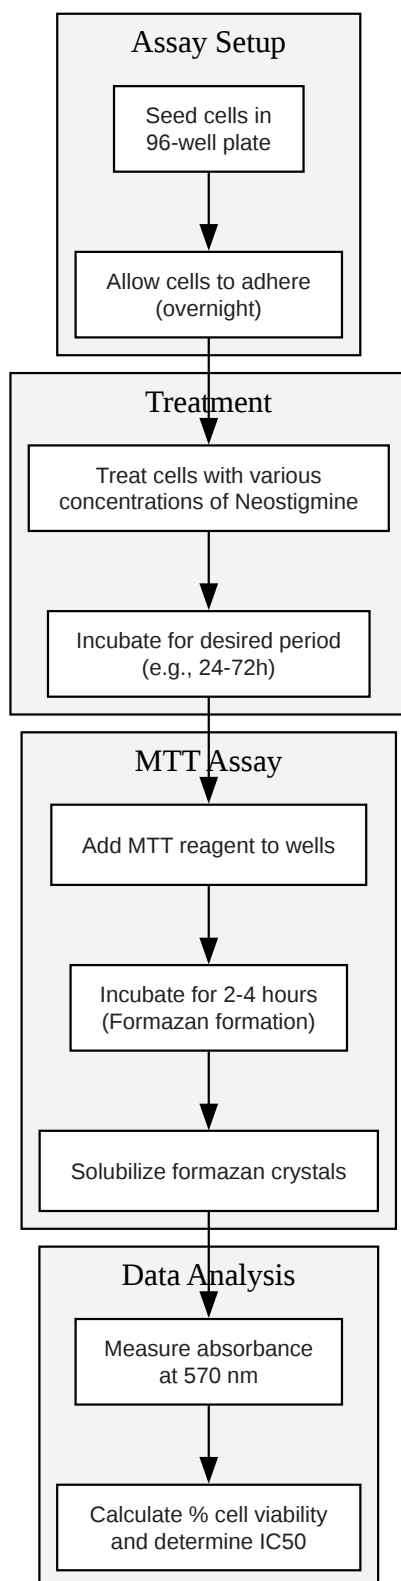 Assay Setup
Seed cells in
96-well plate
Allow cells to adhere
(overnight)
Treatment
Treat cells with various
concentrations of Neostigmine
Incubate for desired period
(e.g., 24-72h)
MTT Assay
Add MTT reagent to wells
Incubate for 2-4 hours
(Formazan formation)
Solubilize formazan crystals
Data Analysis
Measure absorbance
at 570 nm
Calculate % cell viability
and determine IC50